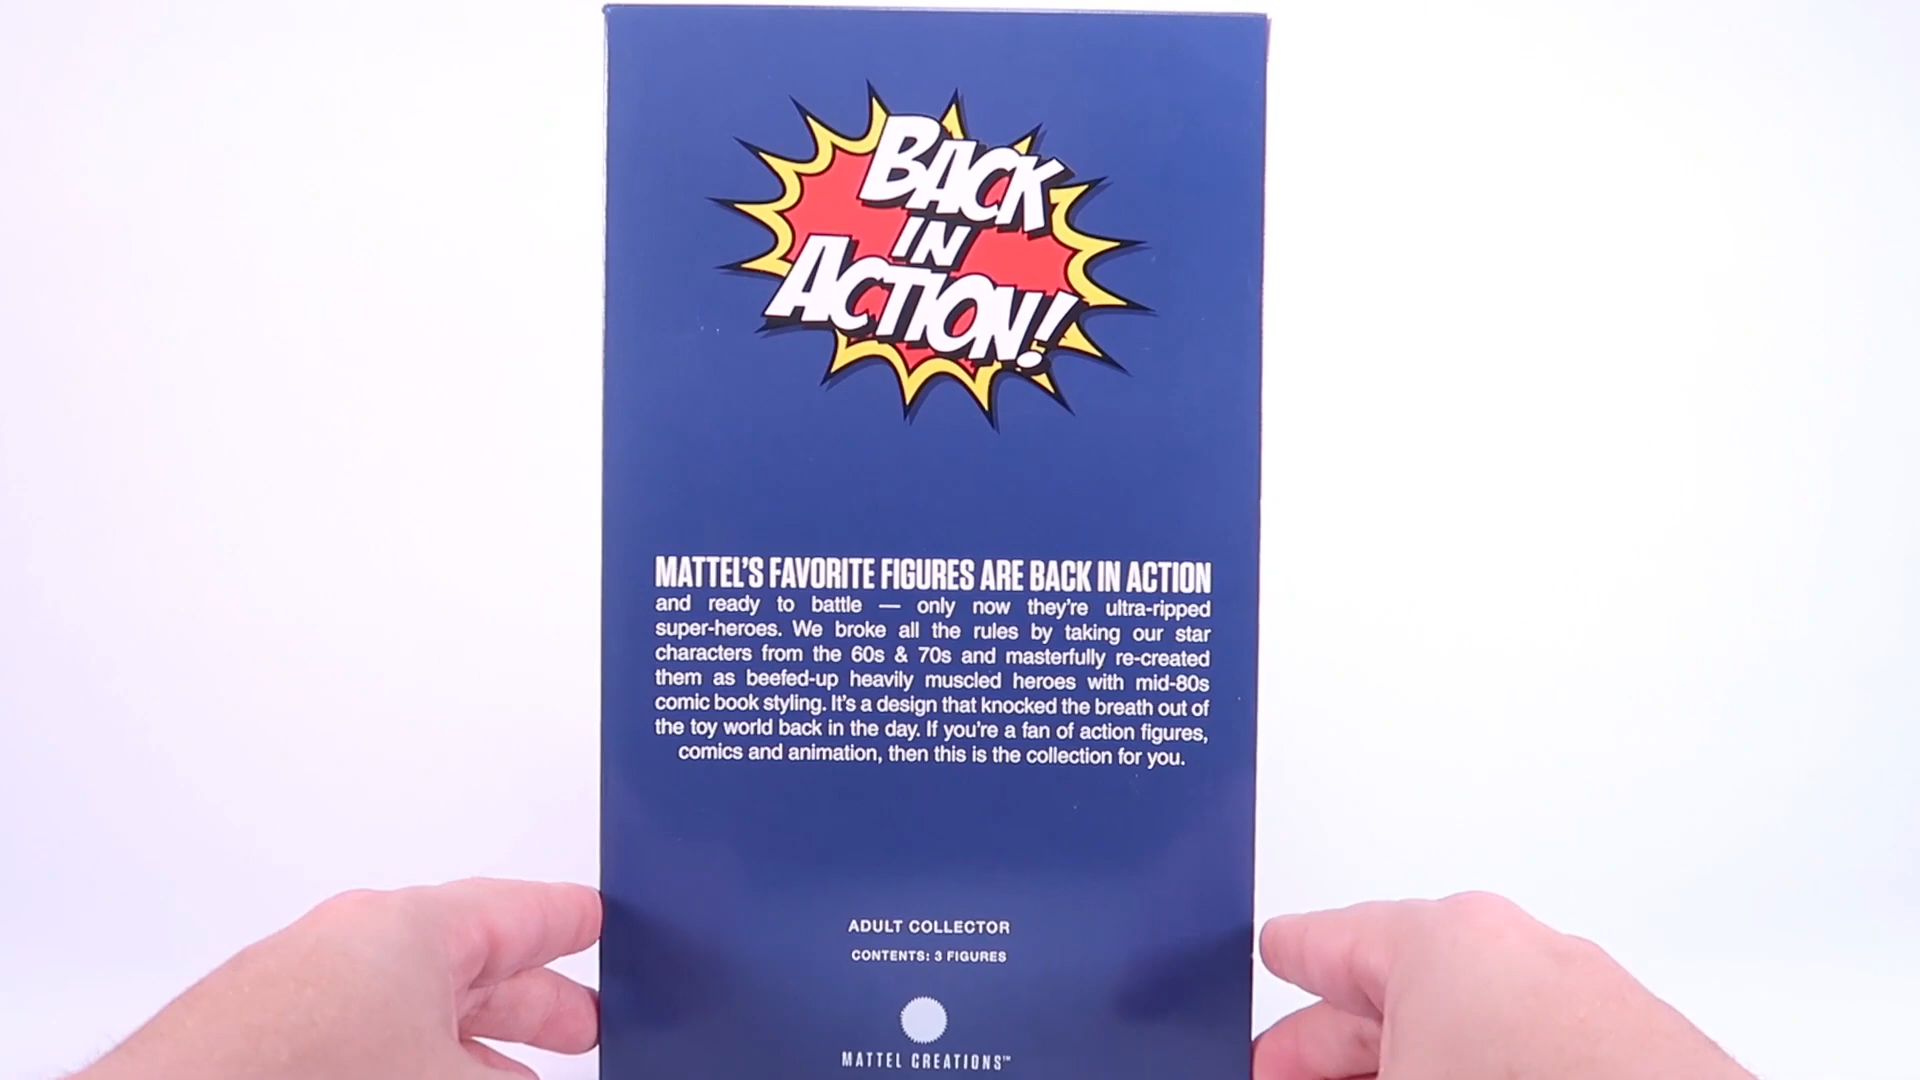 BACK
IN
ACTION!
MATTEL'S FAVORITE FIGURES ARE BACK IN ACTION
and ready to battle — only now they're ultra-ripped
super-heroes. We broke all the rules by taking our star
characters from the 60s & 70s and masterfully re-created
them as beefed-up heavily muscled heroes with mid-80s
comic book styling. It's a design that knocked the breath out of
the toy world back in the day. If you're a fan of action figures,
comics and animation, then this is the collection for you.
ADULT COLLECTOR
CONTENTS: 3 FIGURES
MATTEL CREATIONS™